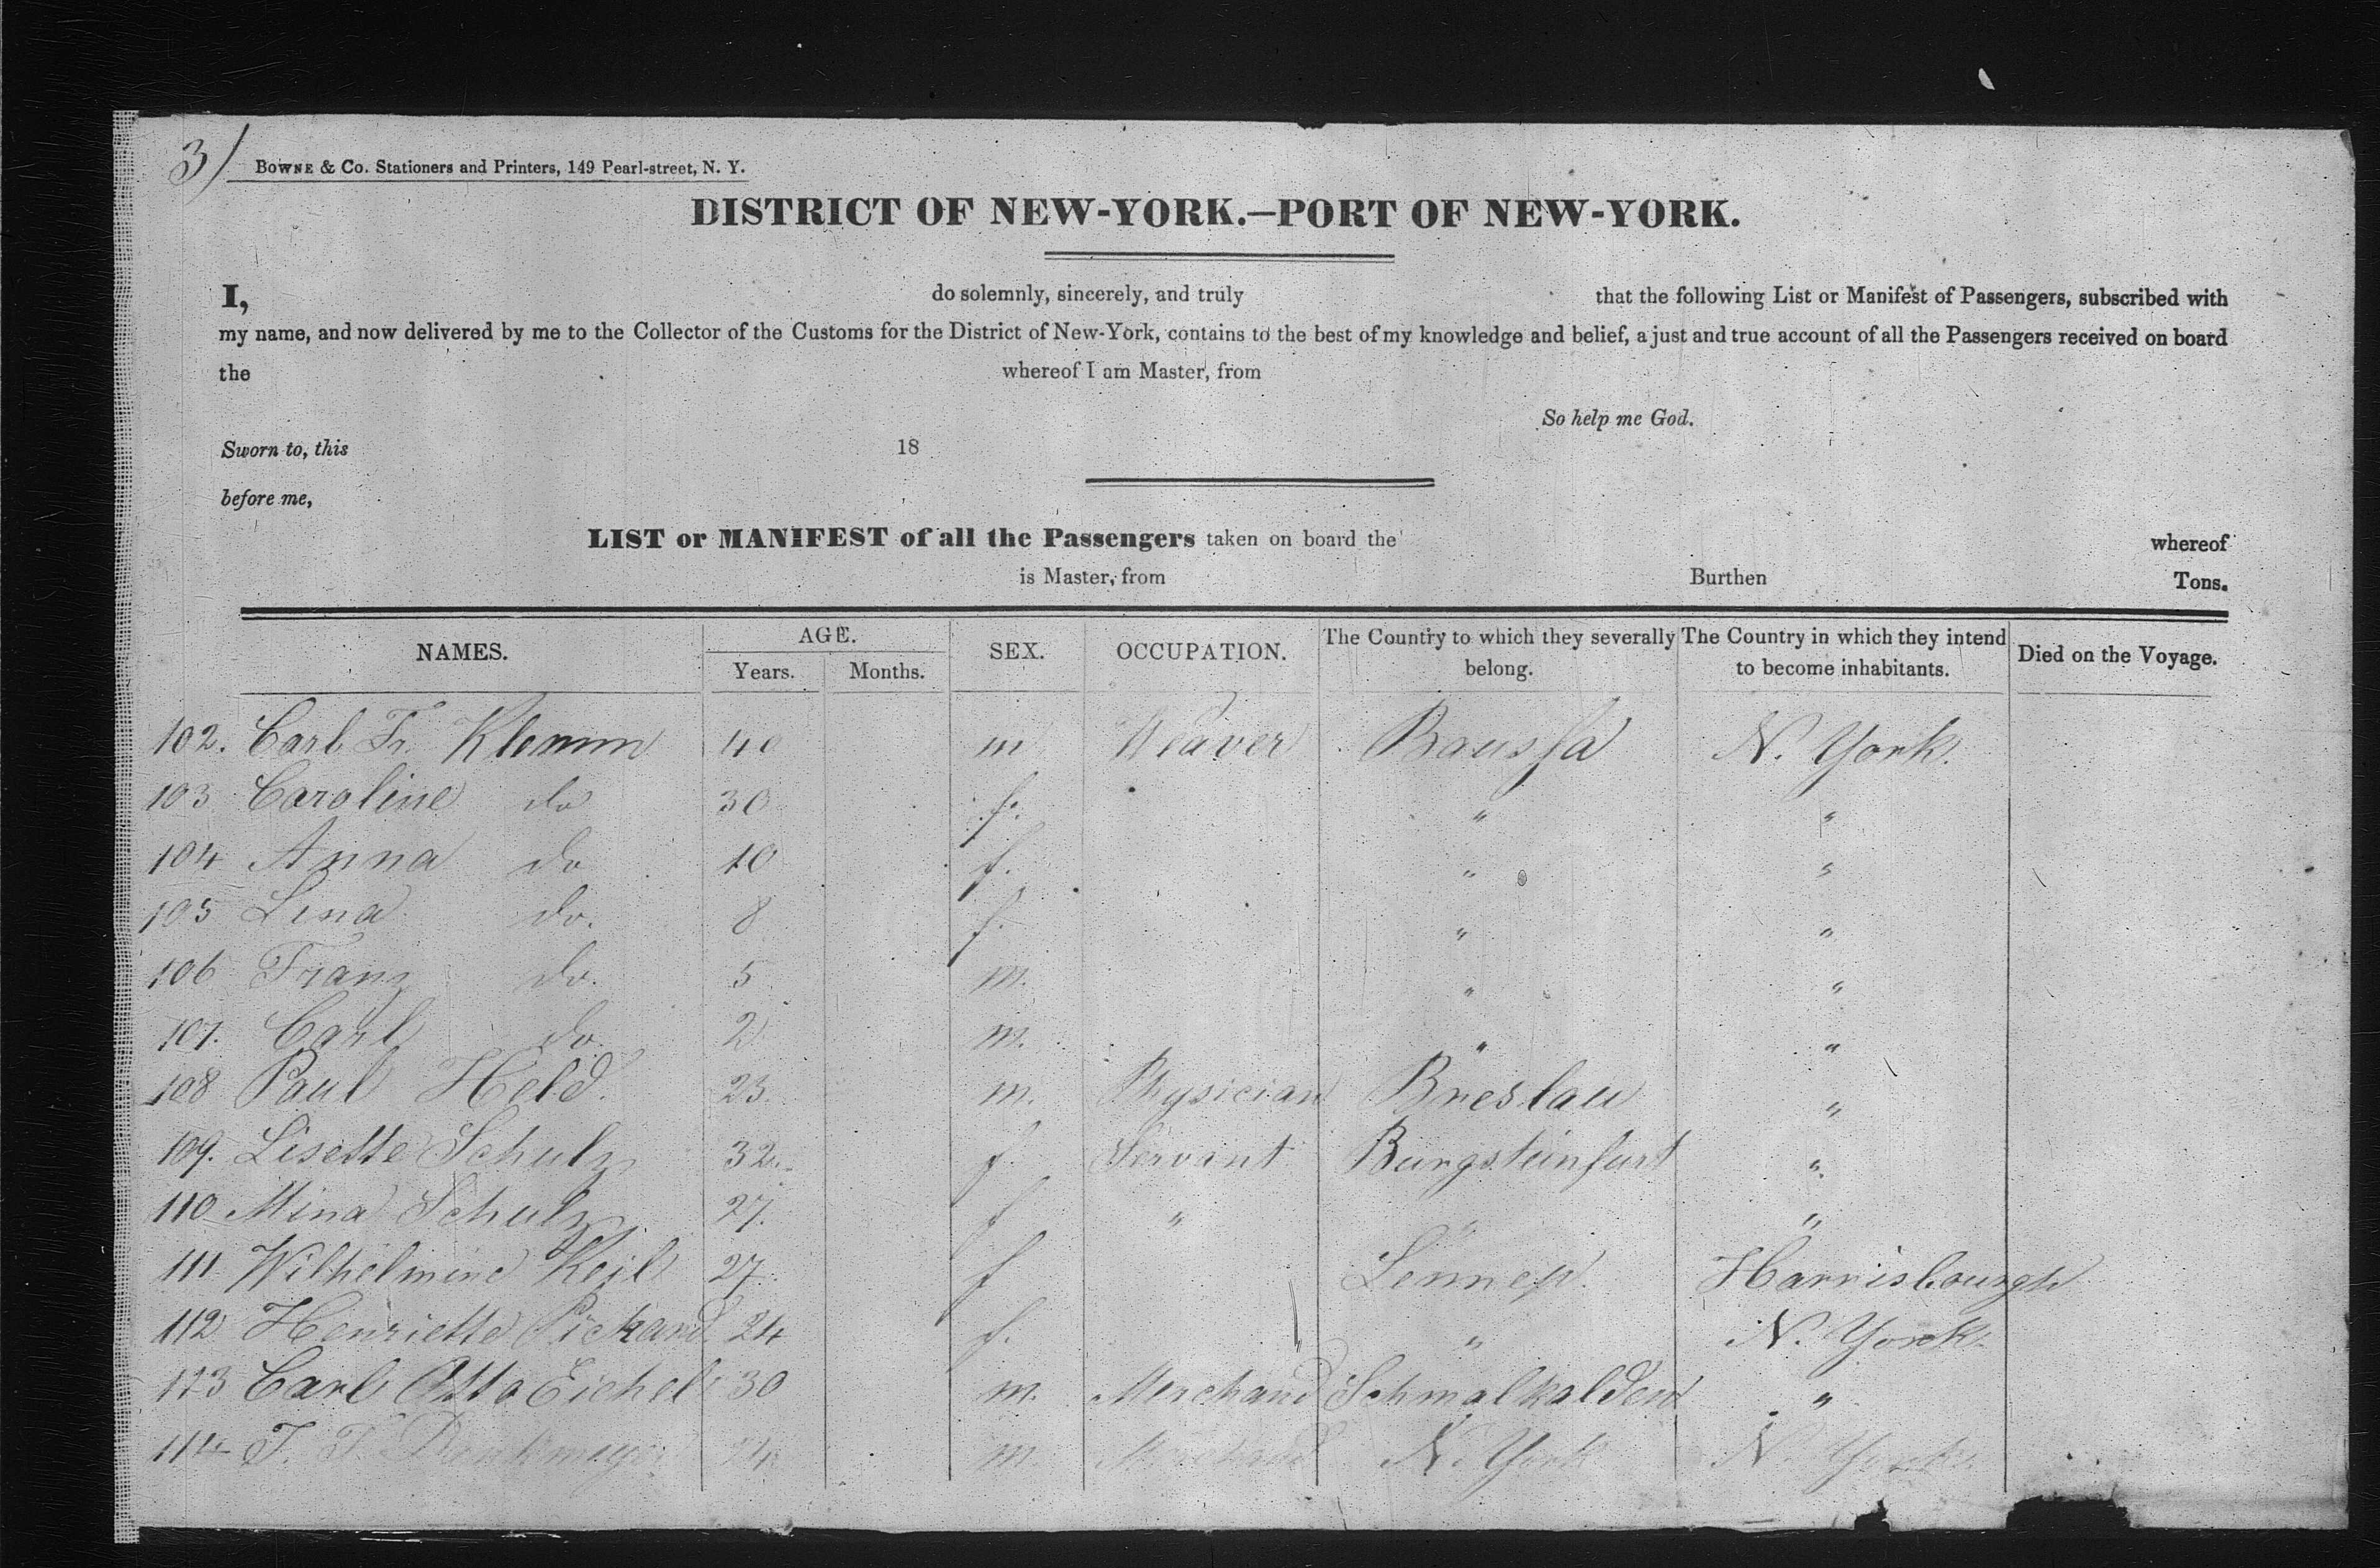 3)
BOWNE & Co. Stationers and Printers, 149 Pearl-street, N. Y.
DISTRICT OF NEW-YORK.—PORT OF NEW-YORK.
I, do solemnly, sincerely, and truly that the following List or Manifest of Passengers, subscribed with
my name, and now delivered by me to the Collector of the Customs for the District of New-York, contains to the best of my knowledge and belief, a just and true account of all the Passengers received on board
the whereof I am Master, from
So help me God.
Sworn to, this 18
before me,
LIST or MANIFEST of all the Passengers taken on board the whereof
is Master, from Burthen Tons.
NAMES. AGE. Years. Months. SEX. OCCUPATION. The Country to which they severally belong. The Country in which they intend to become inhabitants. Died on the Voyage.
102. Carl Fr. Klemm 40 m Weaver N. York.
103 Caroline do 30 f. " "
104 Anna do 10 f. " "
105 Lina do. 8 f. " "
106 Franz do. 5 m. " "
107. Carl do. 2 m. " "
108 Paul Held. 23. m. Physician Breslau "
109. Lisette Schulz 32. f. Servant Burgsteinfurt "
110 Mina Schulz 27. f " " "
111 Wilhelmine Keil 27. f Lennep. Harrisbourgh
112 Henriette 24 f. " N. York.
113 Carl Otto Eichel 30 m. Merchand Schmalkalden "
114 F. F. 24 m. Merchand N. York N. York.